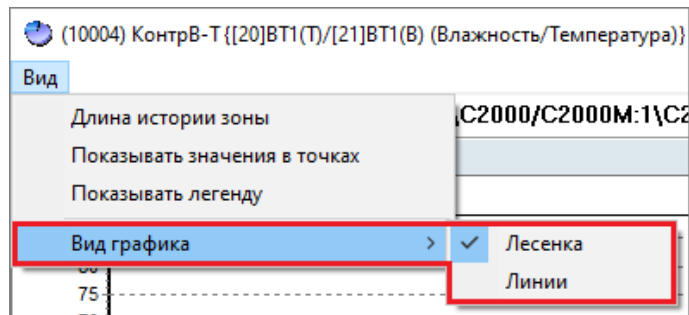 (10004) КонтрВ-Т {[20]ВТ1(Т)/[21]ВТ1(В) (Влажность/Температура)}
Вид
Длина истории зоны
\С2000/С2000М:1\С2
Показывать значения в точках
Показывать легенду
Вид графика
Лесенка
Линии
75